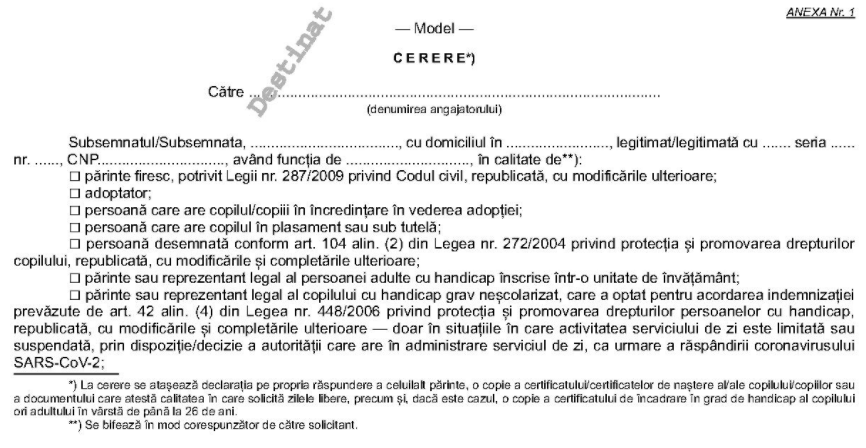 ANEXA Nr. 1
— Model —
C E R E R E*)
Către ..........................................................................................................
(denumirea angajatorului)
Subsemnatul/Subsemnata, ......................................, cu domiciliul în .........................., legitimat/legitimată cu ....... seria ......
nr. ......, CNP................................, având funcția de ................................, în calitate de**):
☐ părinte firesc, potrivit Legii nr. 287/2009 privind Codul civil, republicată, cu modificările ulterioare;
☐ adoptator;
☐ persoană care are copilul/copiii în încredințare în vederea adopției;
☐ persoană care are copilul în plasament sau sub tutelă;
☐ persoană desemnată conform art. 104 alin. (2) din Legea nr. 272/2004 privind protecția și promovarea drepturilor
copilului, republicată, cu modificările și completările ulterioare;
☐ părinte sau reprezentant legal al persoanei adulte cu handicap înscrise într-o unitate de învățământ;
☐ părinte sau reprezentant legal al copilului cu handicap grav neșcolarizat, care a optat pentru acordarea indemnizației
prevăzute de art. 42 alin. (4) din Legea nr. 448/2006 privind protecția și promovarea drepturilor persoanelor cu handicap,
republicată, cu modificările și completările ulterioare — doar în situațiile în care activitatea serviciului de zi este limitată sau
suspendată, prin dispoziție/decizie a autorității care are în administrare serviciul de zi, ca urmare a răspândirii coronavirusului
SARS-CoV-2;
*) La cerere se atașează declarația pe propria răspundere a celuilalt părinte, o copie a certificatului/certificatelor de naștere al/ale copilului/copiilor sau
a documentului care atestă calitatea în care solicită zilele libere, precum și, dacă este cazul, o copie a certificatului de încadrare în grad de handicap al copilului
ori adultului în vârstă de până la 26 de ani.
**) Se bifează în mod corespunzător de către solicitant.
Destinat